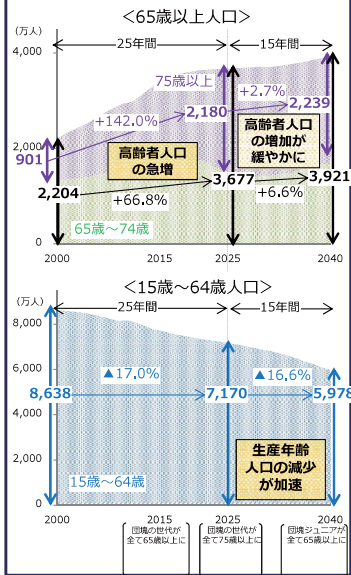 ＜65歳以上人口＞
(万人)
25年間
15年間
4,000
75歳以上
+2.7%
2,180
2,239
+142.0%
高齢者人口
の増加が
緩やかに
2,000
901
高齢者人口
の急増
2,204
3,677
3,921
+66.8%
+6.6%
65歳～74歳
0
2000
2015
2025
2040
＜15歳～64歳人口＞
(万人)
25年間
15年間
8,000
▲17.0%
▲16.6%
8,638
7,170
5,978
6,000
4,000
生産年齢
人口の減少
が加速
2,000
15歳～64歳
0
2000
2015
2025
2040
団塊の世代が
全て65歳以上に
団塊の世代が
全て75歳以上に
団塊ジュニアが
全て65歳以上に